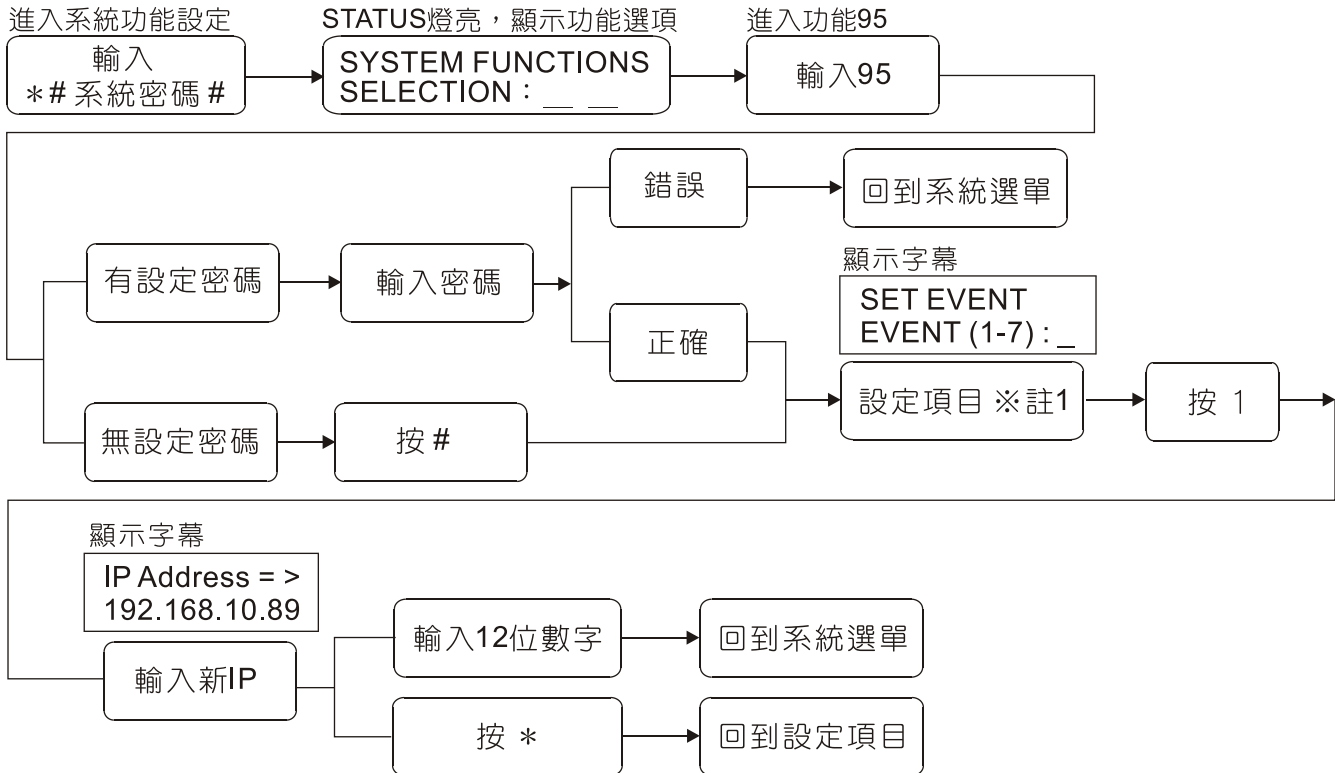 進入系統功能設定
輸入
*#系統密碼#
STATUS燈亮，顯示功能選項
SYSTEM FUNCTIONS
SELECTION：__ __
進入功能95
輸入95
有設定密碼
輸入密碼
錯誤
回到系統選單
正確
無設定密碼
按#
顯示字幕
SET EVENT
EVENT (1-7) : _
設定項目※註1
按 1
顯示字幕
IP Address = >
192.168.10.89
輸入新IP
輸入12位數字
回到系統選單
按 *
回到設定項目